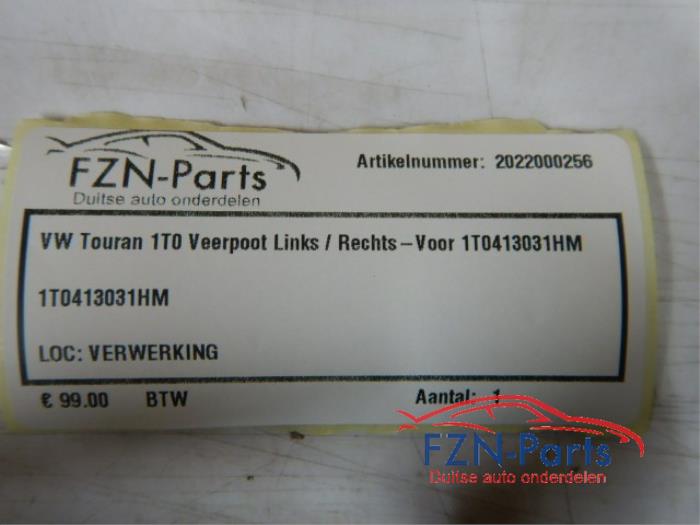 FZN-Parts
Duitse auto onderdelen
Artikelnummer: 2022000256
VW Touran 1T0 Veerpoot Links / Rechts-Voor 1T0413031HM
1T0413031HM
LOC: VERWERKING
€ 99.00 BTW Aantal: 1
FZN-Parts
Duitse auto onderdelen